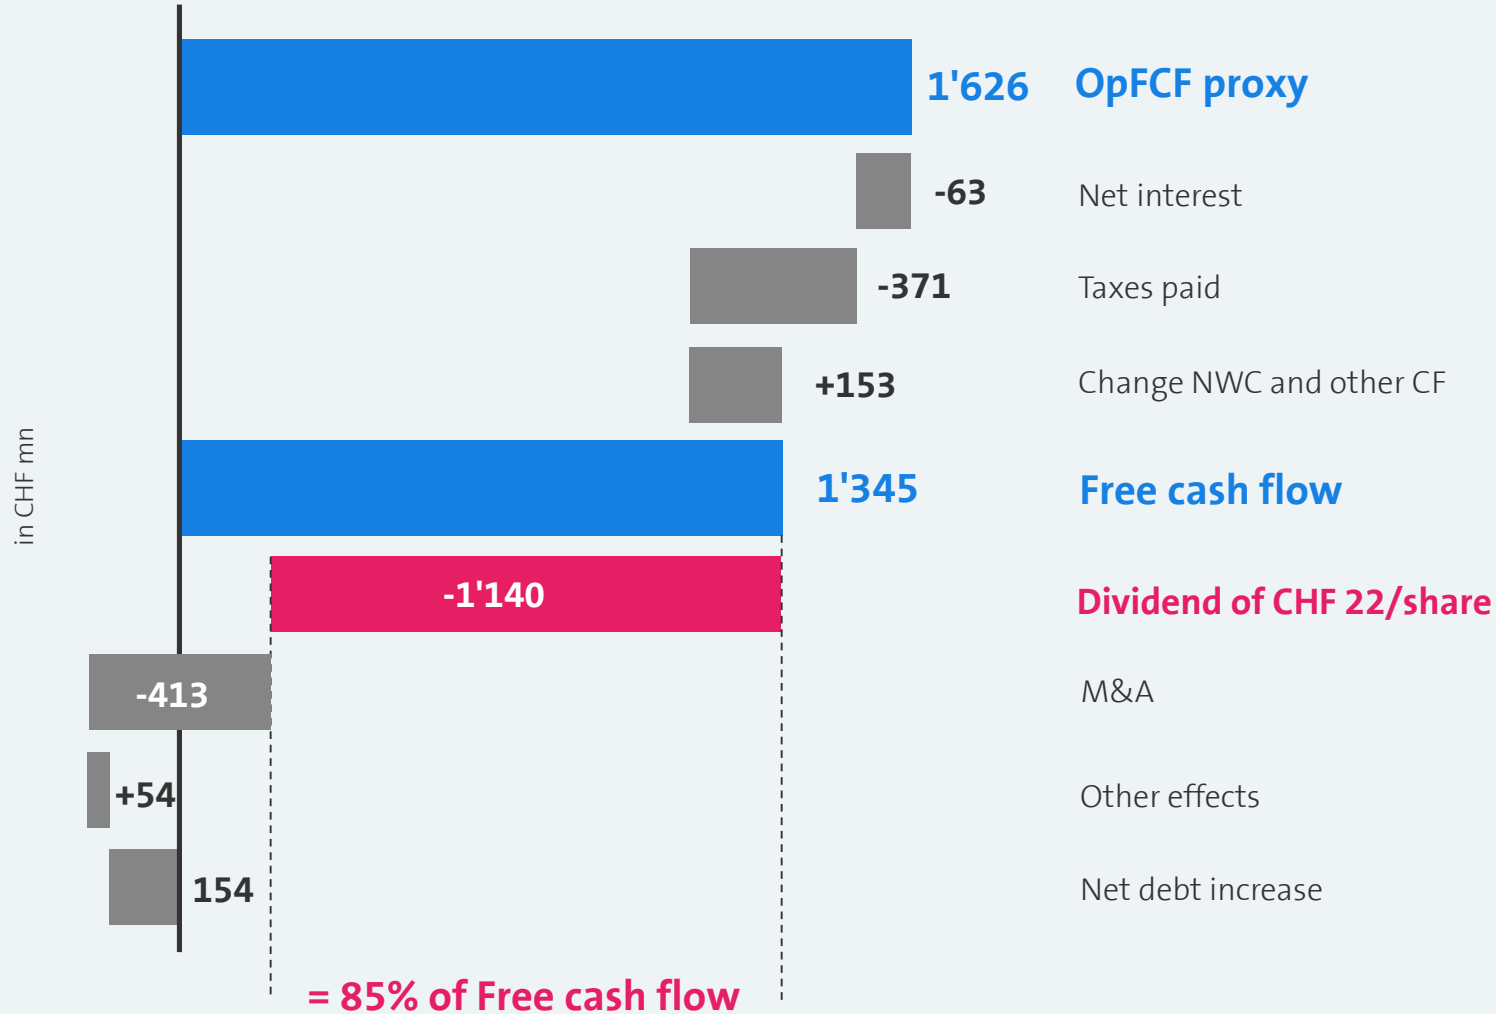 1'626 OpFCF proxy
-63 Net interest
-371 Taxes paid
+153 Change NWC and other CF
in CHF mn
1'345 Free cash flow
-1'140 Dividend of CHF 22/share
-413 M&A
+54 Other effects
154 Net debt increase
= 85% of Free cash flow